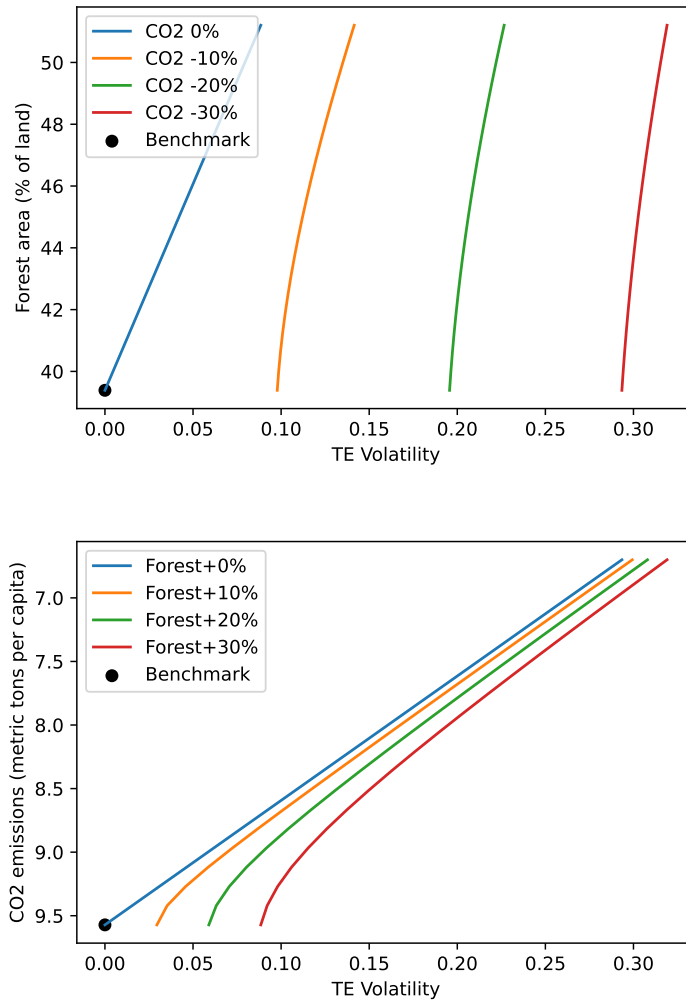 50
48
46
44
42
40
Forest area (% of land)
CO2 0%
CO2 -10%
CO2 -20%
CO2 -30%
Benchmark
0.00 0.05 0.10 0.15 0.20 0.25 0.30
TE Volatility
7.0
7.5
8.0
8.5
9.0
9.5
CO2 emissions (metric tons per capita)
Forest+0%
Forest+10%
Forest+20%
Forest+30%
Benchmark
0.00 0.05 0.10 0.15 0.20 0.25 0.30
TE Volatility